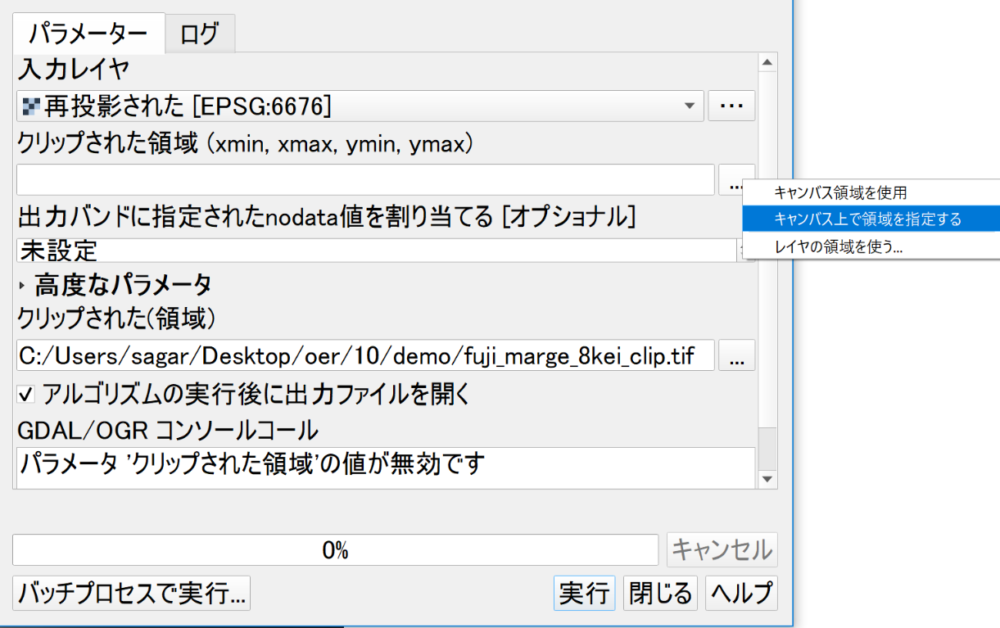 パラメーター ログ
入力レイヤ
再投影された [EPSG:6676] ...
クリップされた領域 (xmin, xmax, ymin, ymax)
...
キャンバス領域を使用
キャンバス上で領域を指定する
レイヤの領域を使う...
出力バンドに指定されたnodata値を割り当てる [オプショナル]
未設定
高度なパラメータ
クリップされた(領域)
C:/Users/sagar/Desktop/oer/10/demo/fuji_marge_8kei_clip.tif ...
アルゴリズムの実行後に出力ファイルを開く
GDAL/OGR コンソールコール
パラメータ 'クリップされた領域'の値が無効です
0% キャンセル
バッチプロセスで実行... 実行 閉じる ヘルプ